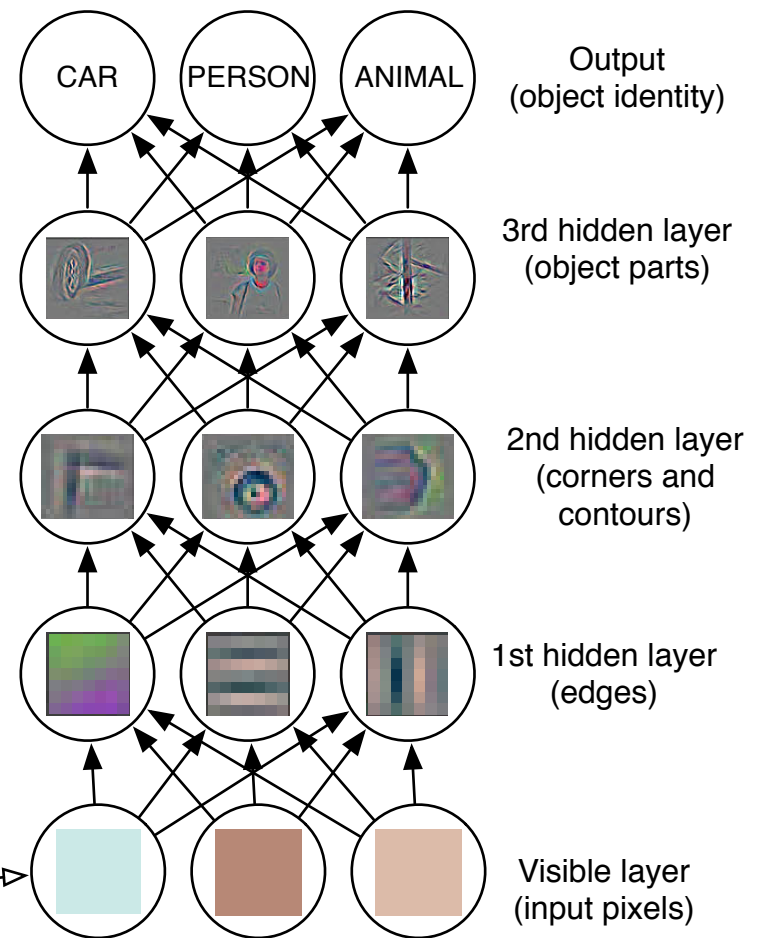 CAR PERSON ANIMAL
Output
(object identity)
3rd hidden layer
(object parts)
2nd hidden layer
(corners and
contours)
1st hidden layer
(edges)
Visible layer
(input pixels)